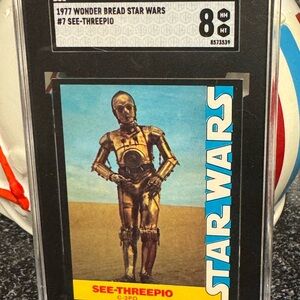 1977 WONDER BREAD STAR WARS
#7 SEE-THREEPIO
8
NM
MT
8573539
STAR WARS
SEE-THREEPIO
C-3PO